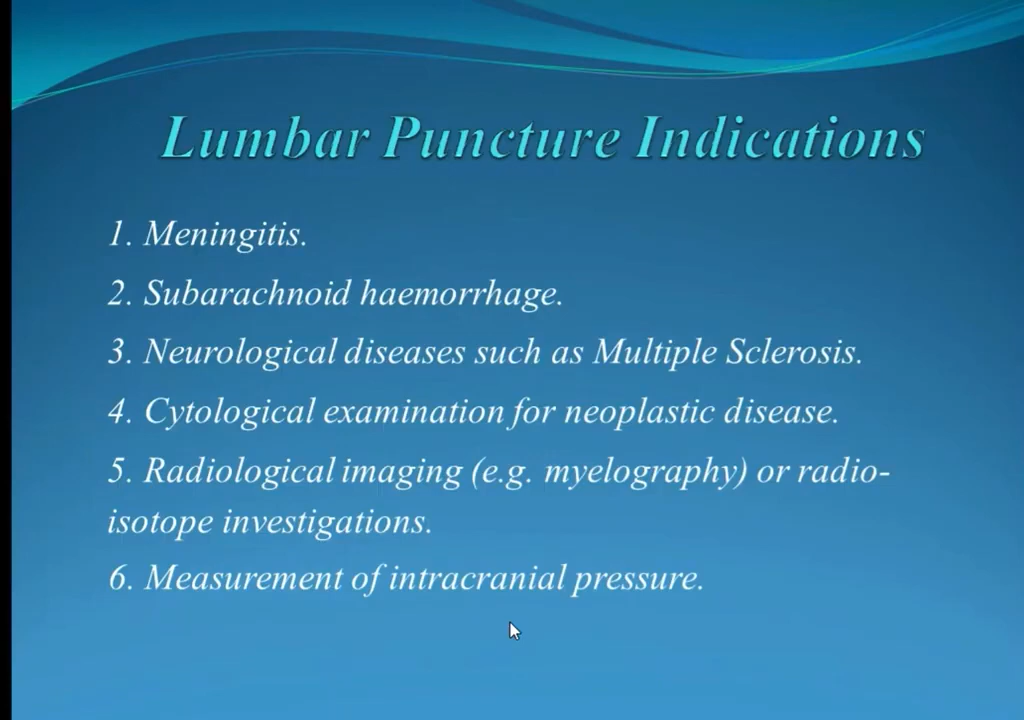 Lumbar Puncture Indications
1. Meningitis.
2. Subarachnoid haemorrhage.
3. Neurological diseases such as Multiple Sclerosis.
4. Cytological examination for neoplastic disease.
5. Radiological imaging (e.g. myelography) or radio-
isotope investigations.
6. Measurement of intracranial pressure.